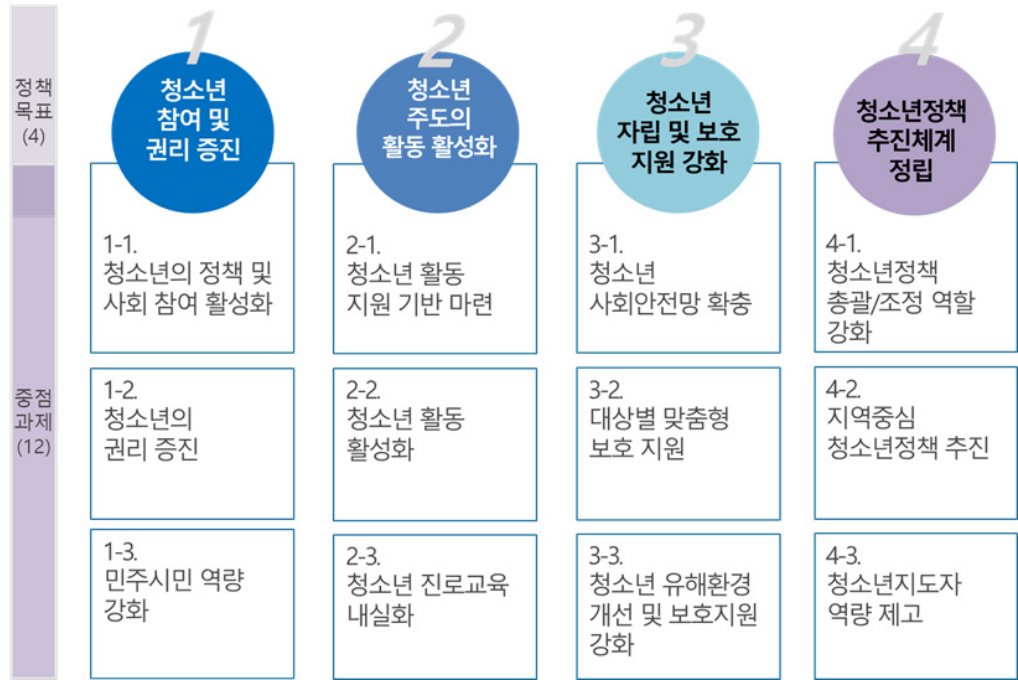 정책
목표
(4)
1
청소년
참여 및
권리 증진
2
청소년
주도의
활동 활성화
3
청소년
자립 및 보호
지원 강화
4
청소년정책
추진체계
정립
중점
과제
(12)
1-1.
청소년의 정책 및
사회 참여 활성화
2-1.
청소년 활동
지원 기반 마련
3-1.
청소년
사회안전망 확충
4-1.
청소년정책
총괄/조정 역할
강화
1-2.
청소년의
권리 증진
2-2.
청소년 활동
활성화
3-2.
대상별 맞춤형
보호 지원
4-2.
지역중심
청소년정책 추진
1-3.
민주시민 역량
강화
2-3.
청소년 진로교육
내실화
3-3.
청소년 유해환경
개선 및 보호지원
강화
4-3.
청소년지도자
역량 제고